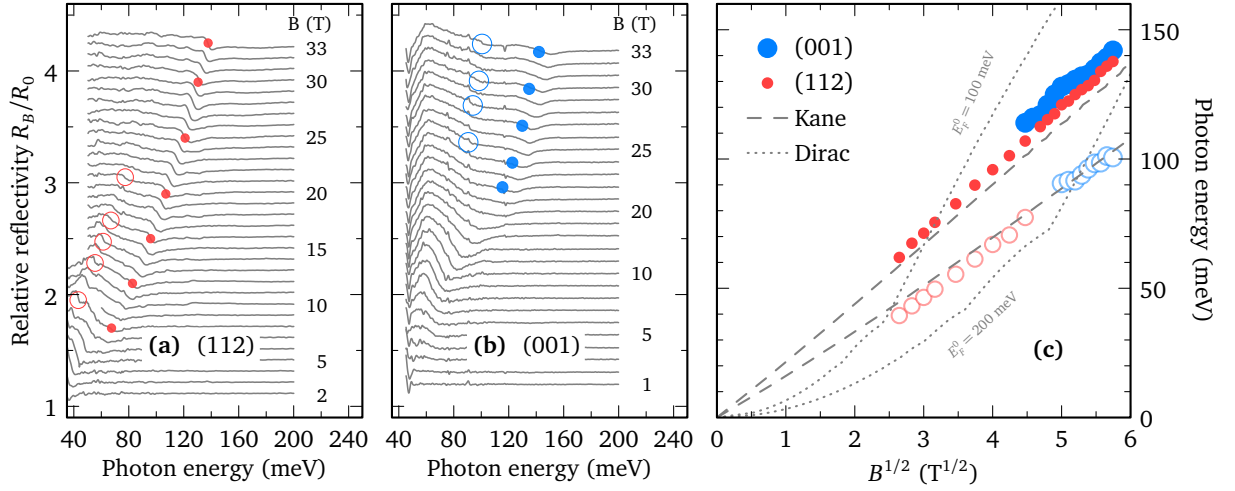 Relative reflectivity R_B/R_0
4
3
2
1
B (T)
33
30
25
20
15
10
5
2
(a) (112)
40 80 120 160 200 240
Photon energy (meV)
B (T)
33
30
25
20
10
5
1
(b) (001)
40 80 120 160 200 240
Photon energy (meV)
(001)
(112)
Kane
Dirac
E_F^0 = 100 meV
E_F^0 = 200 meV
(c)
150
100
50
0
Photon energy (meV)
0 1 2 3 4 5 6
B^{1/2} (T^{1/2})